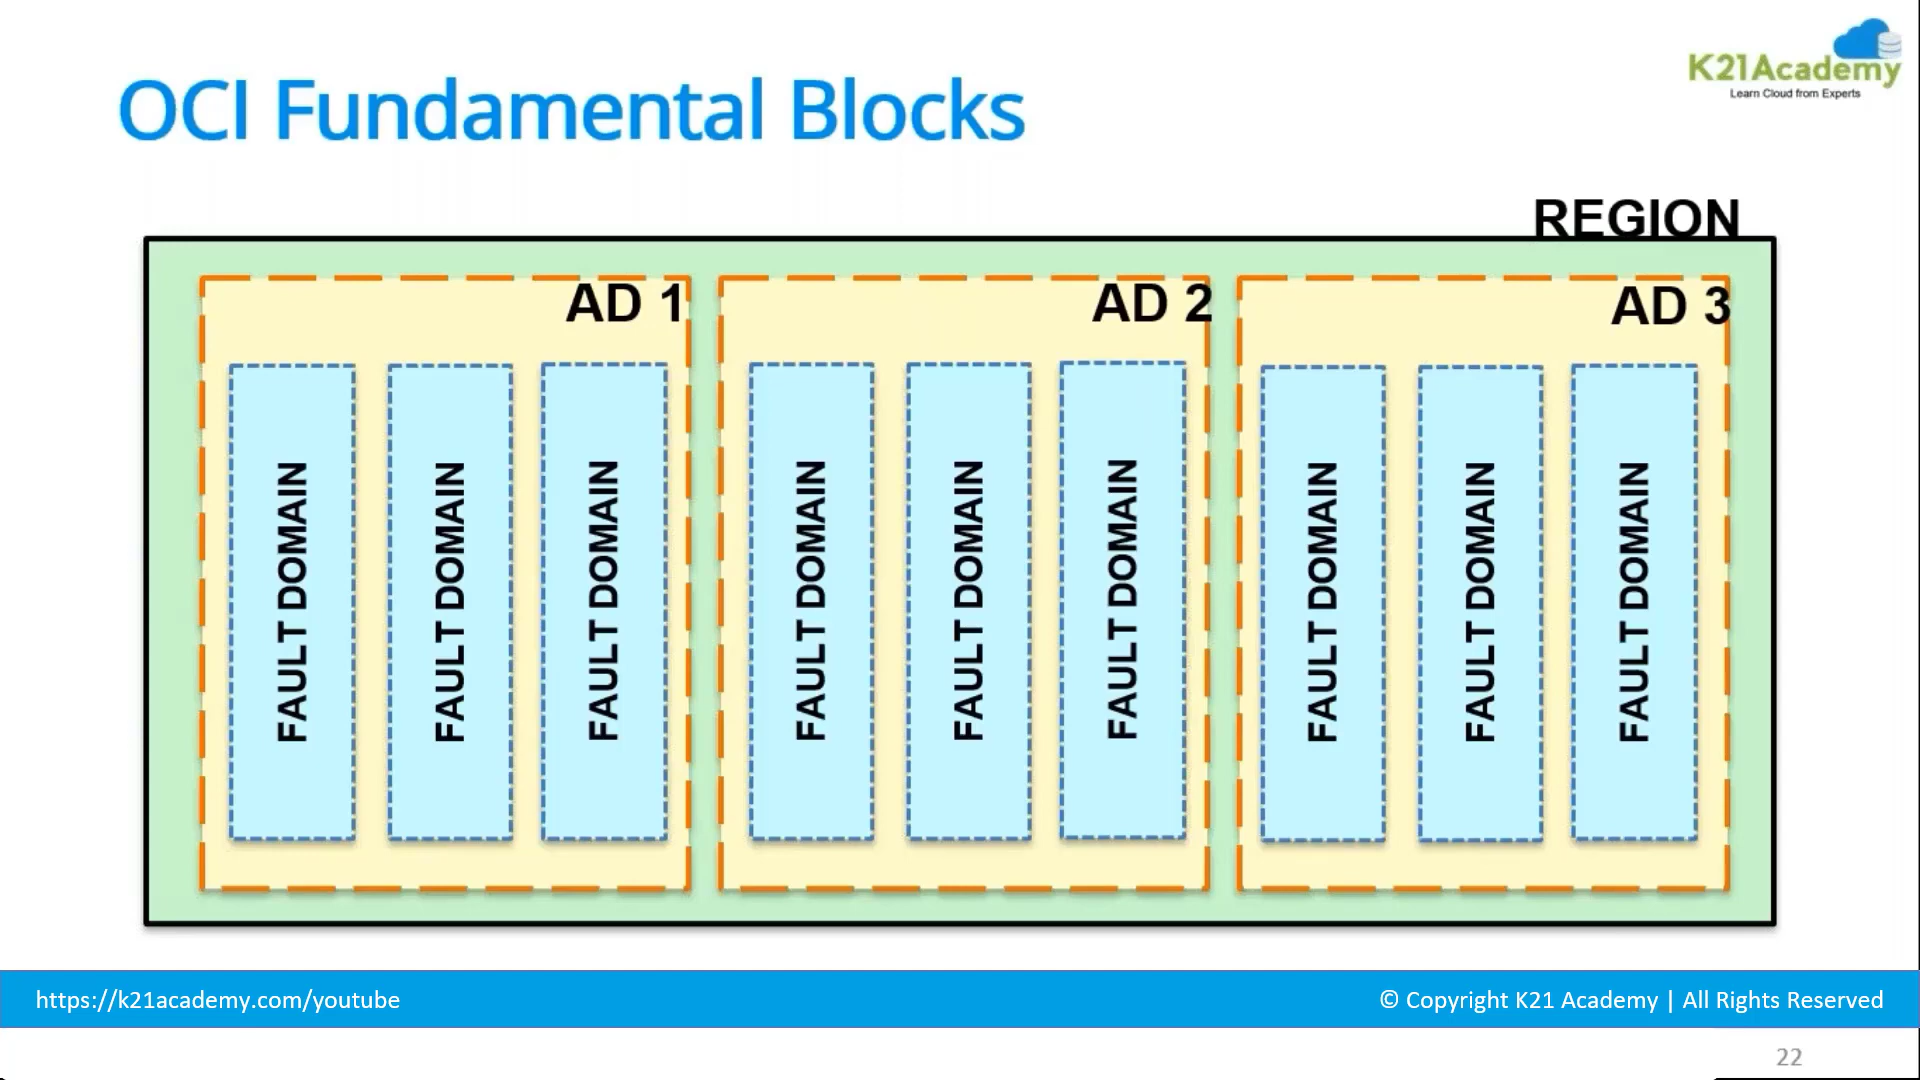 K21Academy
Learn Cloud from Experts
OCI Fundamental Blocks
REGION
AD 1
FAULT DOMAIN
FAULT DOMAIN
FAULT DOMAIN
AD 2
FAULT DOMAIN
FAULT DOMAIN
FAULT DOMAIN
AD 3
FAULT DOMAIN
FAULT DOMAIN
FAULT DOMAIN
https://k21academy.com/youtube
© Copyright K21 Academy | All Rights Reserved
22